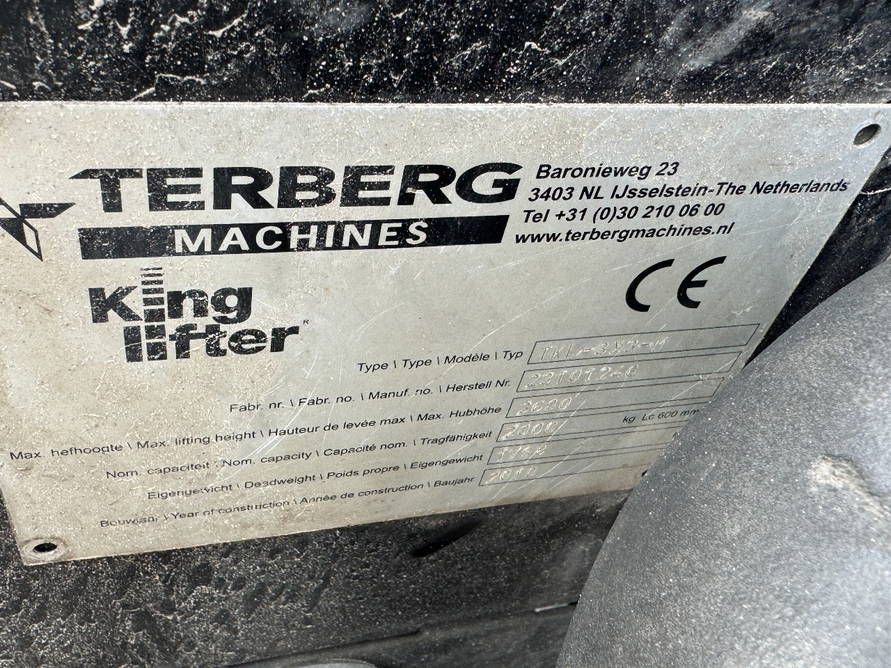 TERBERG
MACHINES
Baronieweg 23
3403 NL IJsselstein-The Netherlands
Tel +31 (0)30 210 06 00
www.terbergmachines.nl
King
lifter
CE
Type \ Type \ Modèle \ Typ
Fabr. nr. \ Fabr. no. \ Manuf. no. \ Herstell Nr.
Max. hefhoogte \ Max. lifting height \ Hauteur de levée max \ Max. Hubhöhe 2600
Nom. capaciteit \ Nom. capacity \ Capacité nom. \ Tragfähigkeit 2000 kg Lc 600 mm
Eigengewicht \ Deadweight \ Poids propre \ Eigengewicht
Bouwjaar \ Year of construction \ Année de construction \ Baujahr 2010